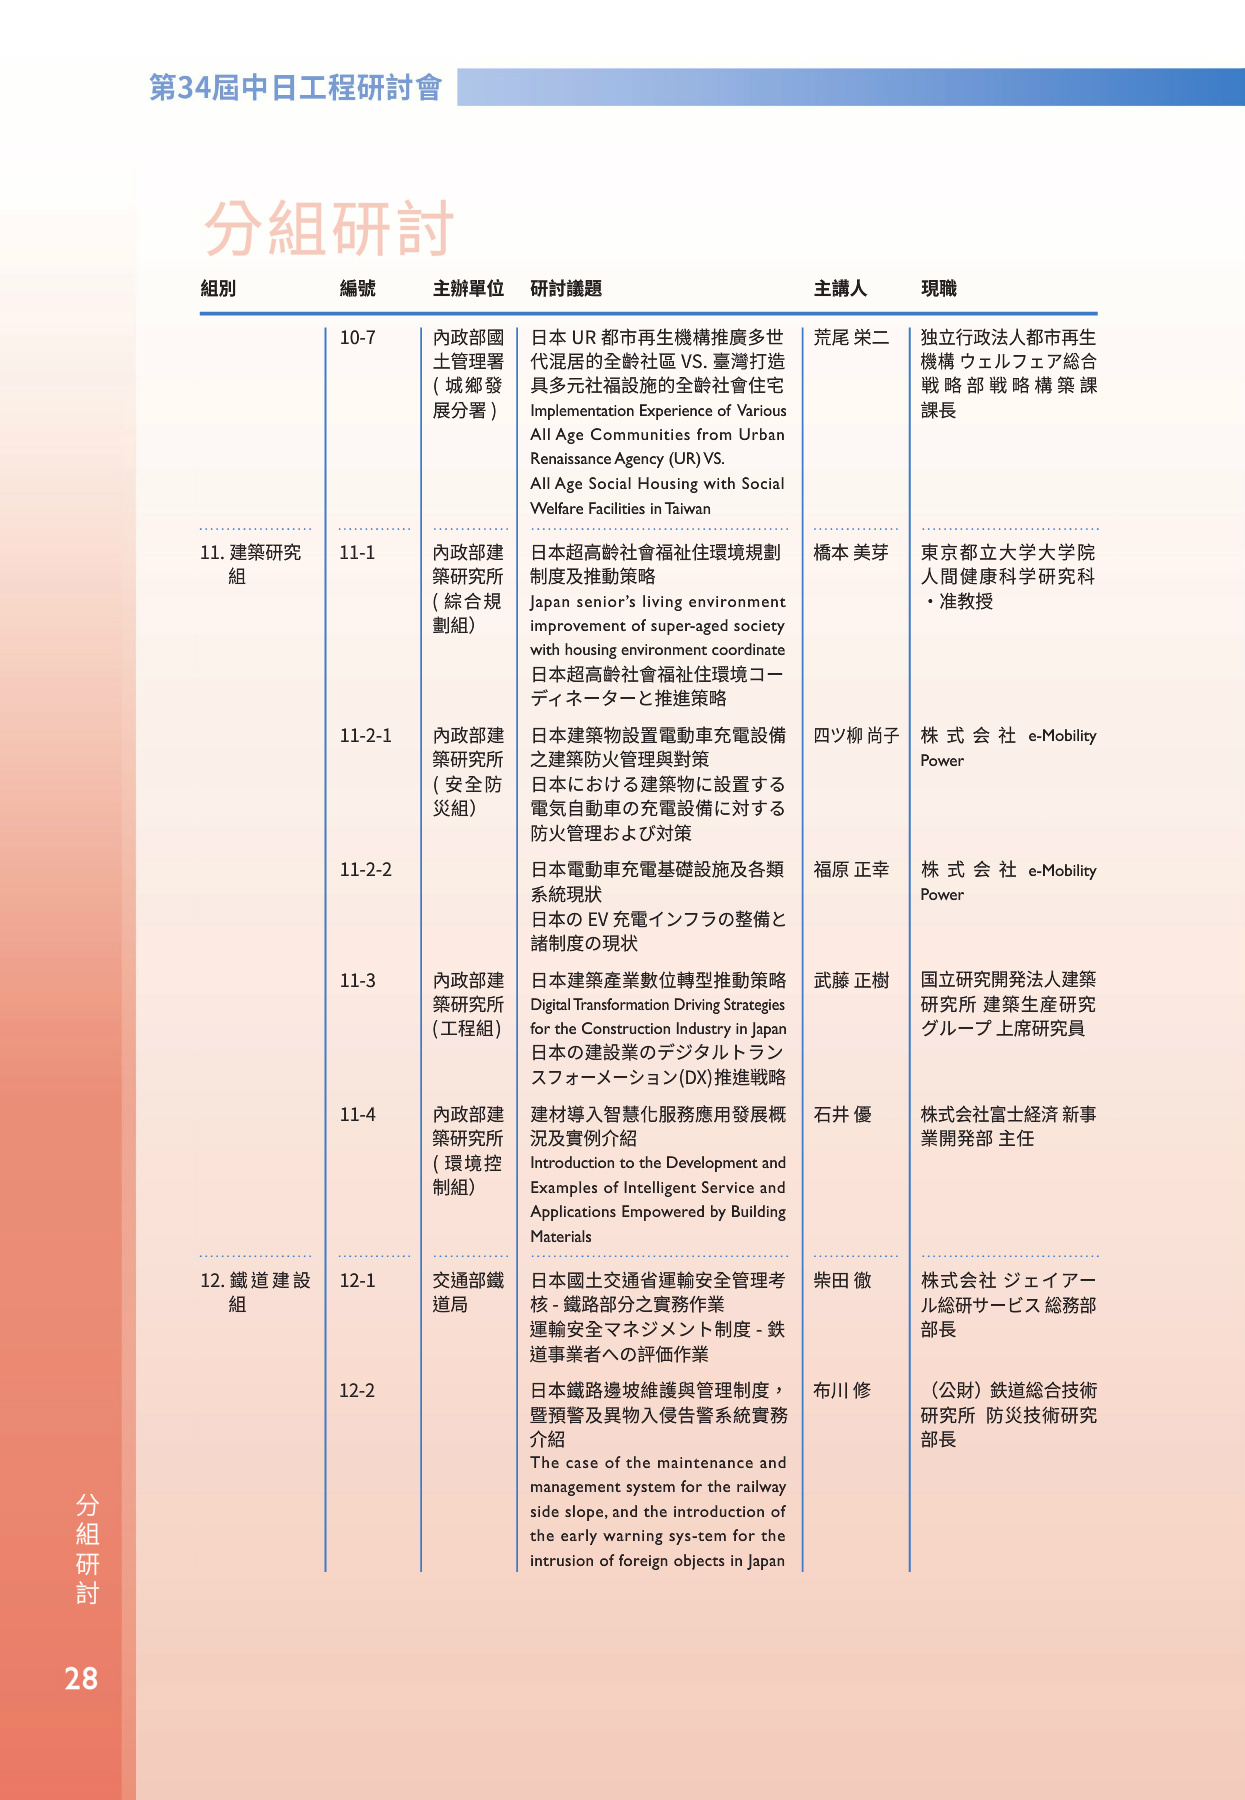 第34屆中日工程研討會
分組研討
組別 編號 主辦單位 研討議題 主講人 現職
10-7
內政部國
土管理署
( 城鄉發
展分署 )
日本 UR 都市再生機構推廣多世
代混居的全齡社區 VS. 臺灣打造
具多元社福設施的全齡社會住宅
Implementation Experience of Various
All Age Communities from Urban
Renaissance Agency (UR) VS.
All Age Social Housing with Social
Welfare Facilities in Taiwan
荒尾 栄二
独立行政法人都市再生
機構 ウェルフェア総合
戦略部戦略構築課
課長
11. 建築研究
組
11-1
內政部建
築研究所
( 綜合規
劃組）
日本超高齡社會福祉住環境規劃
制度及推動策略
Japan senior’s living environment
improvement of super-aged society
with housing environment coordinate
日本超高齡社會福祉住環境コー
ディネーターと推進策略
橋本 美芽
東京都立大学大学院
人間健康科学研究科
・准教授
11-2-1
內政部建
築研究所
( 安全防
災組）
日本建築物設置電動車充電設備
之建築防火管理與對策
日本における建築物に設置する
電気自動車の充電設備に対する
防火管理および対策
四ツ柳 尚子
株式会社 e-Mobility
Power
11-2-2
日本電動車充電基礎設施及各類
系統現狀
日本の EV 充電インフラの整備と
諸制度の現状
福原 正幸
株式会社 e-Mobility
Power
11-3
內政部建
築研究所
(工程組)
日本建築產業數位轉型推動策略
Digital Transformation Driving Strategies
for the Construction Industry in Japan
日本の建設業のデジタルトラン
スフォーメーション(DX)推進戦略
武藤 正樹
国立研究開発法人建築
研究所 建築生産研究
グループ 上席研究員
11-4
內政部建
築研究所
( 環境控
制組）
建材導入智慧化服務應用發展概
況及實例介紹
Introduction to the Development and
Examples of Intelligent Service and
Applications Empowered by Building
Materials
石井 優
株式会社富士経済 新事
業開発部 主任
12. 鐵道建設
組
12-1
交通部鐵
道局
日本國土交通省運輸安全管理考
核 - 鐵路部分之實務作業
運輸安全マネジメント制度 - 鉄
道事業者への評価作業
柴田 徹
株式会社 ジェイアー
ル総研サービス 総務部
部長
12-2
日本鐵路邊坡維護與管理制度，
暨預警及異物入侵告警系統實務
介紹
The case of the maintenance and
management system for the railway
side slope, and the introduction of
the early warning sys-tem for the
intrusion of foreign objects in Japan
布川 修
（公財）鉄道総合技術
研究所 防災技術研究
部長
分
組
研
討
28